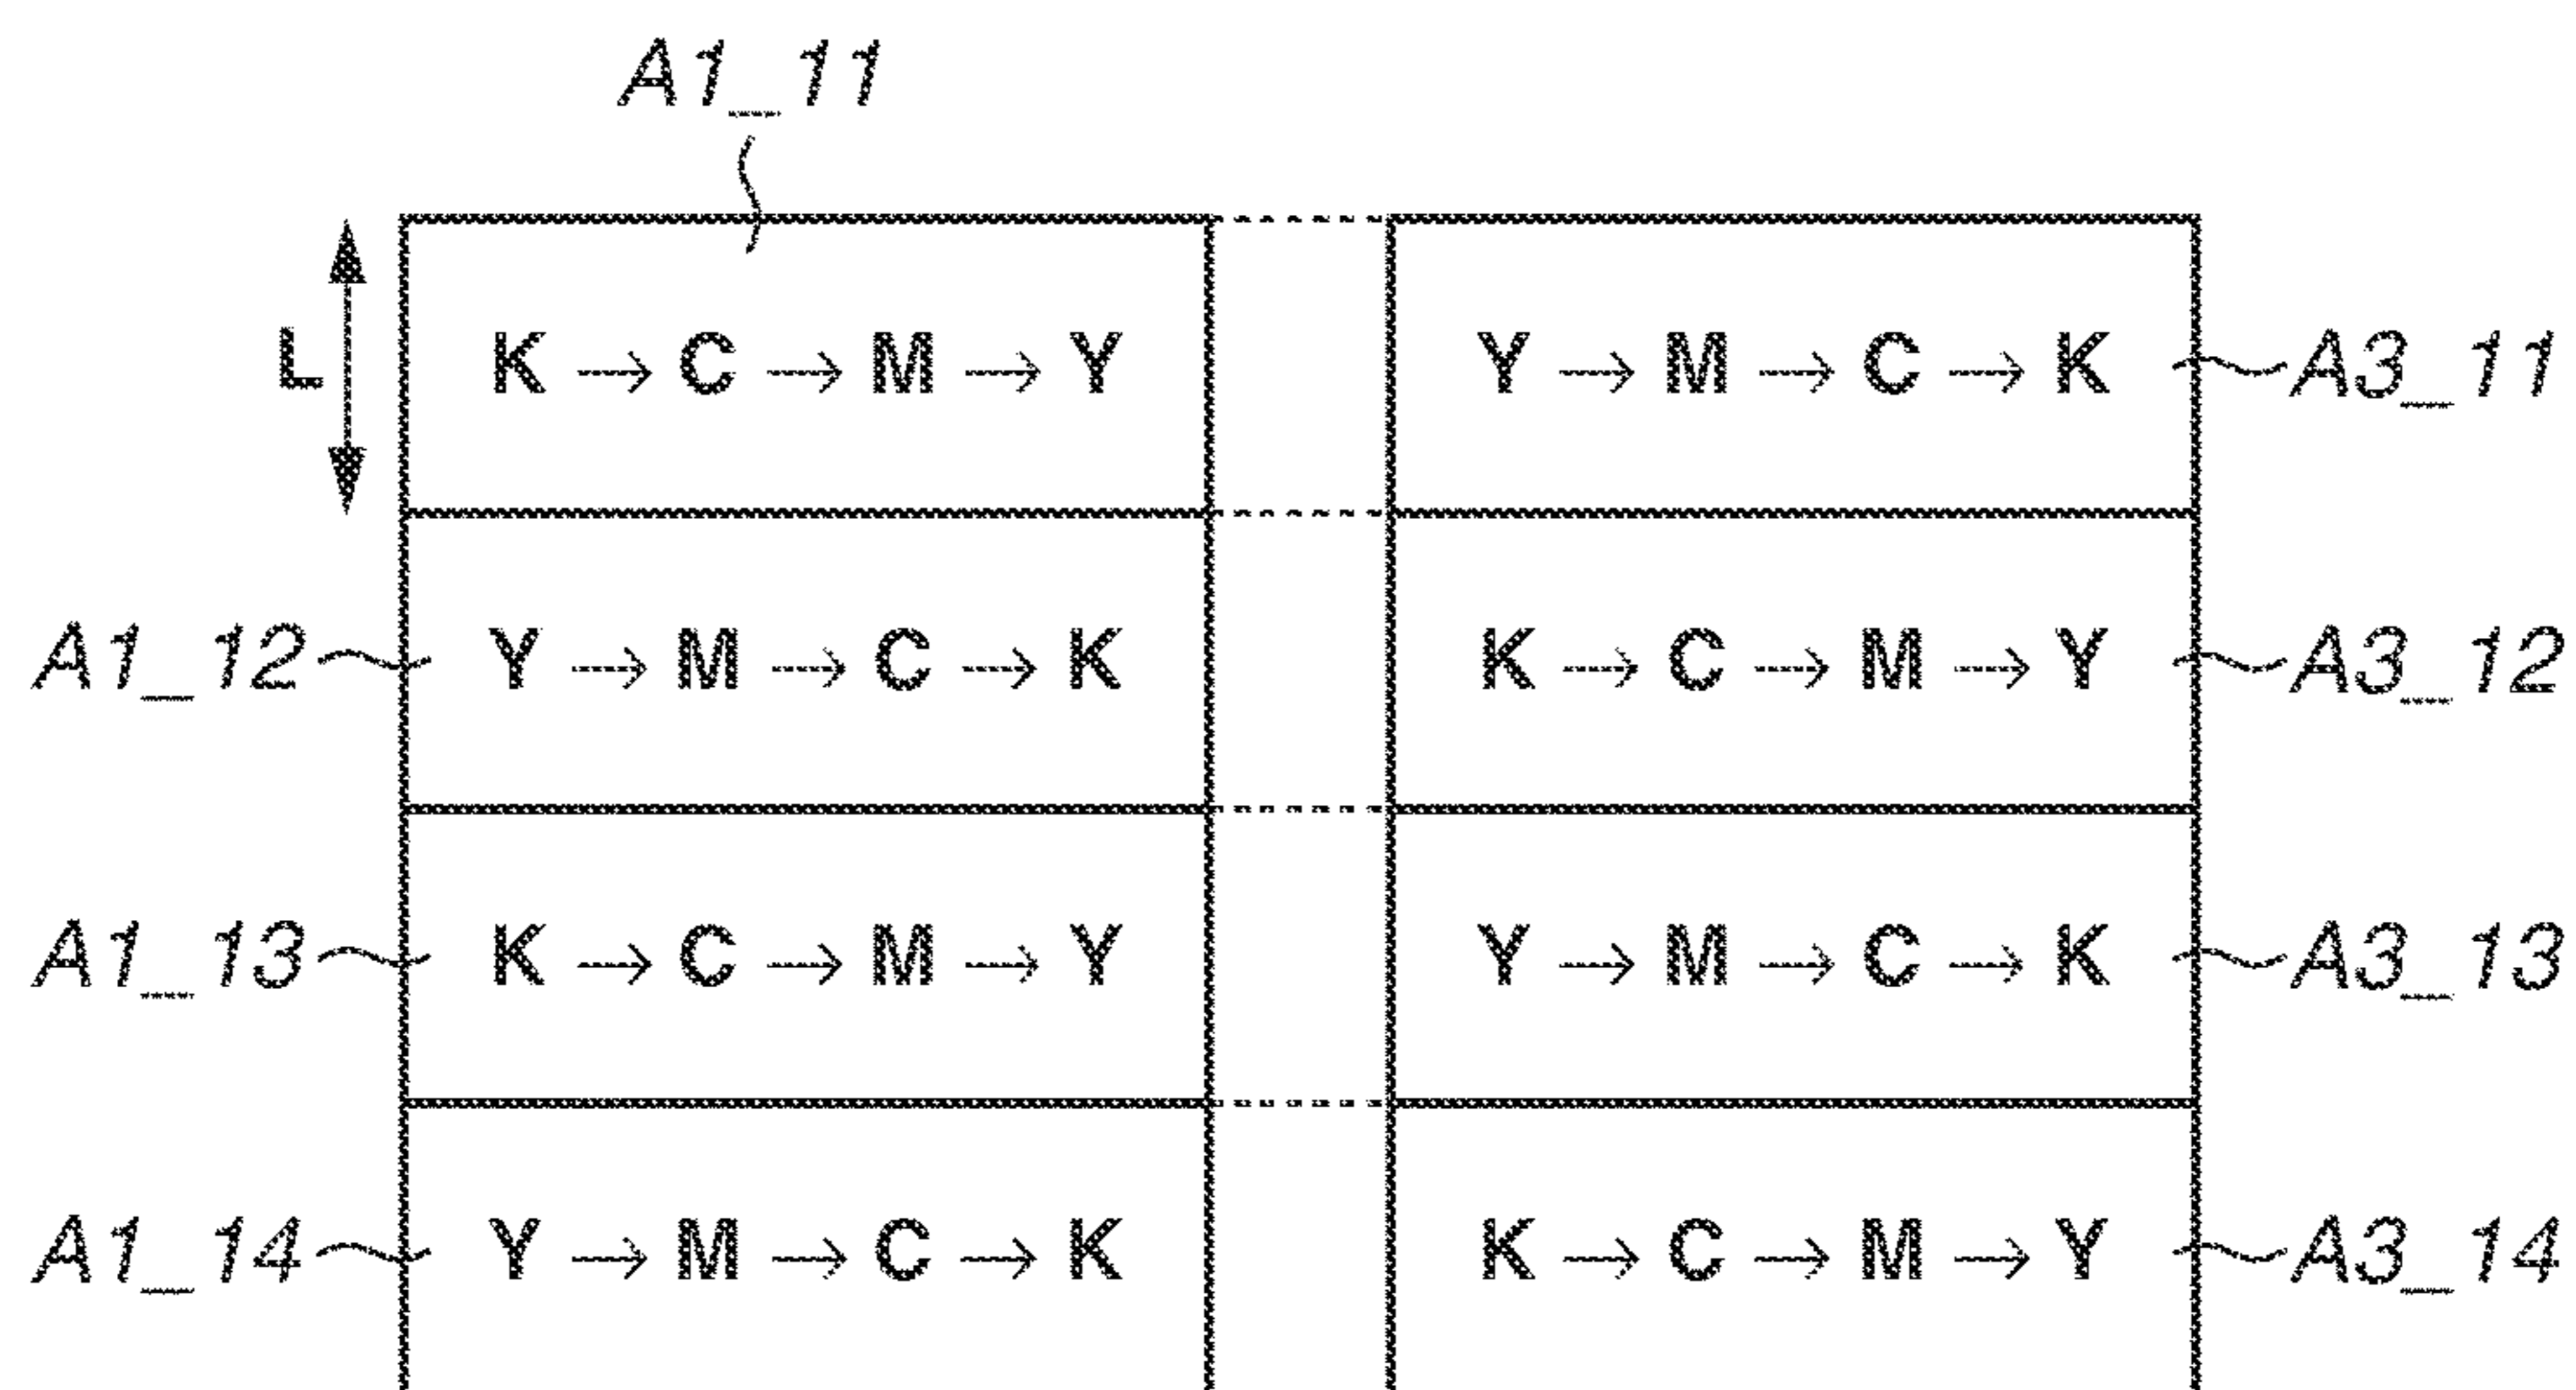 A1_11
L K → C → M → Y Y → M → C → K A3_11
A1_12 Y → M → C → K K → C → M → Y A3_12
A1_13 K → C → M → Y Y → M → C → K A3_13
A1_14 Y → M → C → K K → C → M → Y A3_14